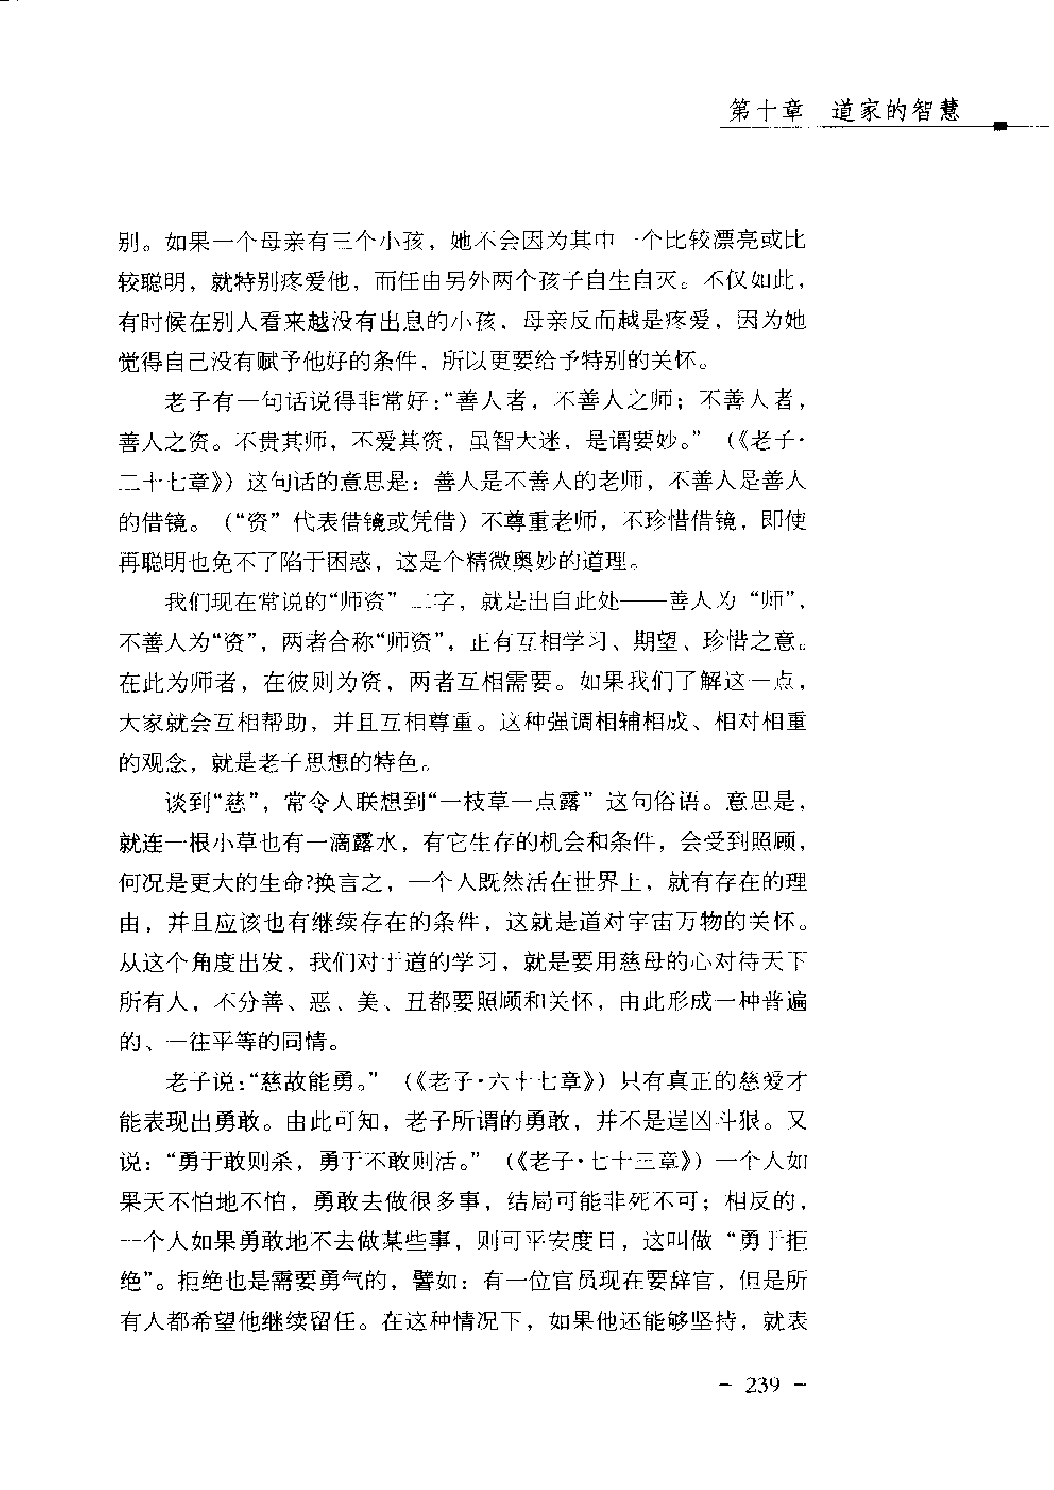 第十章 道家的智慧
别。如果一个母亲有三个小孩，她不会因为其中一个比较漂亮或比
较聪明，就特别疼爱他，而任由另外两个孩子自生自灭。不仅如此，
有时候在别人看来越没有出息的小孩，母亲反而越是疼爱，因为她
觉得自己没有赋予他好的条件，所以更要给予特别的关怀。
老子有一句话说得非常好：“善人者，不善人之师；不善人者，
善人之资。不贵其师，不爱其资，虽智大迷，是谓要妙。”（《老子·
二十七章》）这句话的意思是：善人是不善人的老师，不善人是善人
的借镜。（“资”代表借镜或凭借）不尊重老师，不珍惜借镜，即使
再聪明也免不了陷于困惑，这是个精微奥妙的道理。
我们现在常说的“师资”二字，就是出自此处——善人为“师”，
不善人为“资”，两者合称“师资”，正有互相学习、期望、珍惜之意。
在此为师者，在彼则为资，两者互相需要。如果我们了解这一点，
大家就会互相帮助，并且互相尊重。这种强调相辅相成、相对相重
的观念，就是老子思想的特色。
谈到“慈”，常令人联想到“一枝草一点露”这句俗语。意思是，
就连一根小草也有一滴露水，有它生存的机会和条件，会受到照顾，
何况是更大的生命?换言之，一个人既然活在世界上，就有存在的理
由，并且应该也有继续存在的条件，这就是道对宇宙万物的关怀。
从这个角度出发，我们对于道的学习，就是要用慈母的心对待天下
所有人，不分善、恶、美、丑都要照顾和关怀，由此形成一种普遍
的、一往平等的同情。
老子说：“慈故能勇。”（《老子·六十七章》）只有真正的慈爱才
能表现出勇敢。由此可知，老子所谓的勇敢，并不是逞凶斗狠。又
说：“勇于敢则杀，勇于不敢则活。”（《老子·七十三章》）一个人如
果天不怕地不怕，勇敢去做很多事，结局可能非死不可；相反的，
一个人如果勇敢地不去做某些事，则可平安度日，这叫做“勇于拒
绝”。拒绝也是需要勇气的，譬如：有一位官员现在要辞官，但是所
有人都希望他继续留任。在这种情况下，如果他还能够坚持，就表
- 239 -